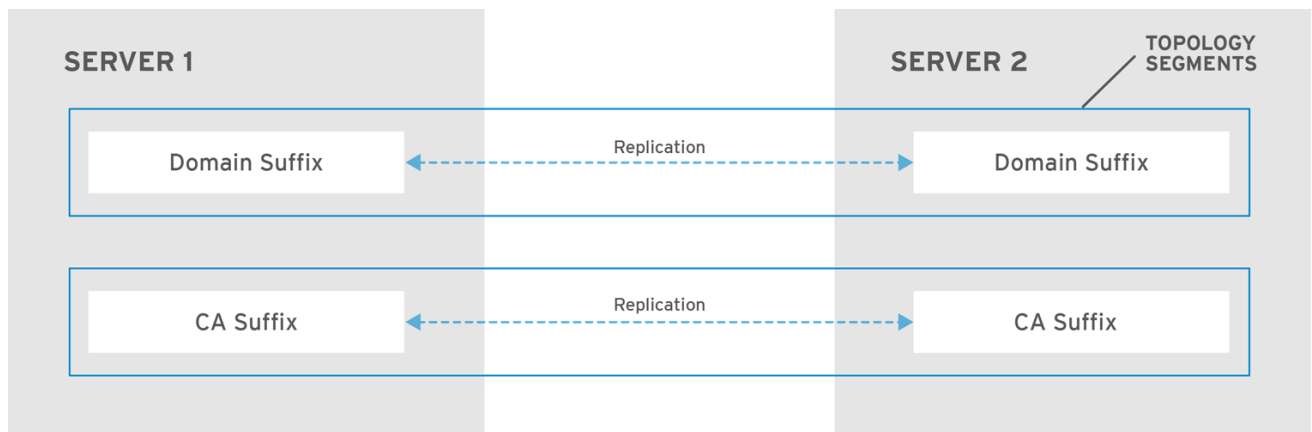 SERVER 1
SERVER 2
TOPOLOGY
SEGMENTS
Domain Suffix
Replication
Domain Suffix
CA Suffix
Replication
CA Suffix